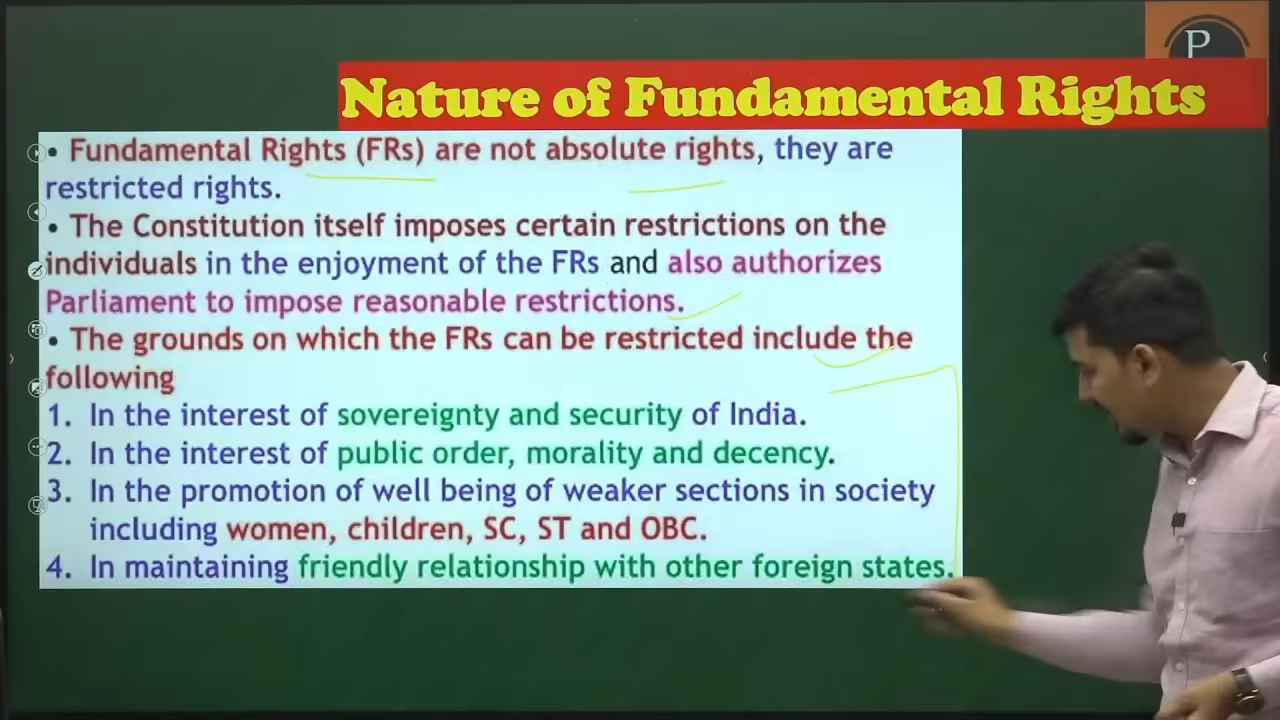 P
Nature of Fundamental Rights
• Fundamental Rights (FRs) are not absolute rights, they are
restricted rights.
• The Constitution itself imposes certain restrictions on the
individuals in the enjoyment of the FRs and also authorizes
Parliament to impose reasonable restrictions.
• The grounds on which the FRs can be restricted include the
following
1. In the interest of sovereignty and security of India.
2. In the interest of public order, morality and decency.
3. In the promotion of well being of weaker sections in society
including women, children, SC, ST and OBC.
4. In maintaining friendly relationship with other foreign states.